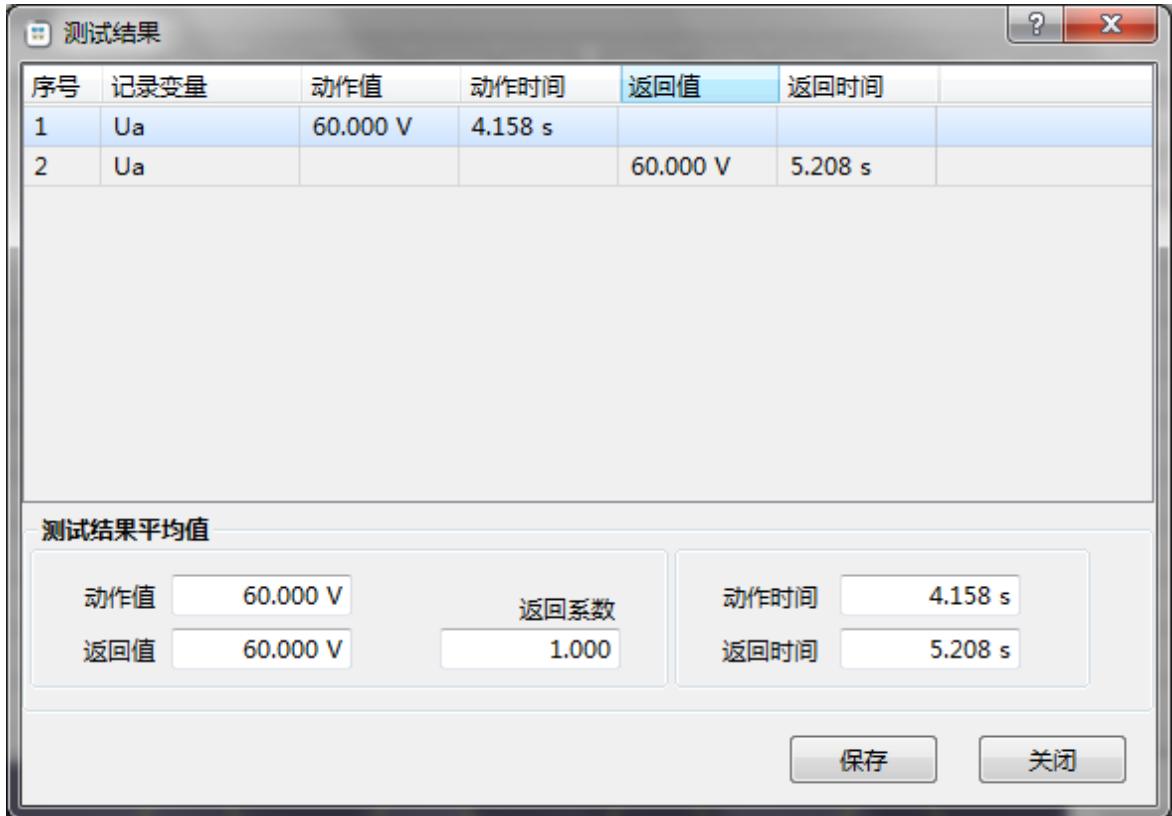 测试结果
序号 记录变量 动作值 动作时间 返回值 返回时间
1 Ua 60.000 V 4.158 s
2 Ua 60.000 V 5.208 s
测试结果平均值
动作值 60.000 V
返回系数
动作时间 4.158 s
返回值 60.000 V 1.000 返回时间 5.208 s
保存 关闭